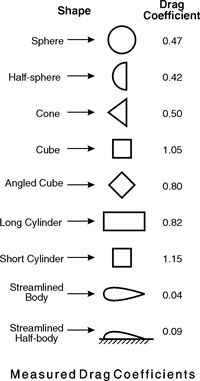 Shape Drag Coefficient
Sphere 0.47
Half-sphere 0.42
Cone 0.50
Cube 1.05
Angled Cube 0.80
Long Cylinder 0.82
Short Cylinder 1.15
Streamlined Body 0.04
Streamlined Half-body 0.09
Measured Drag Coefficients